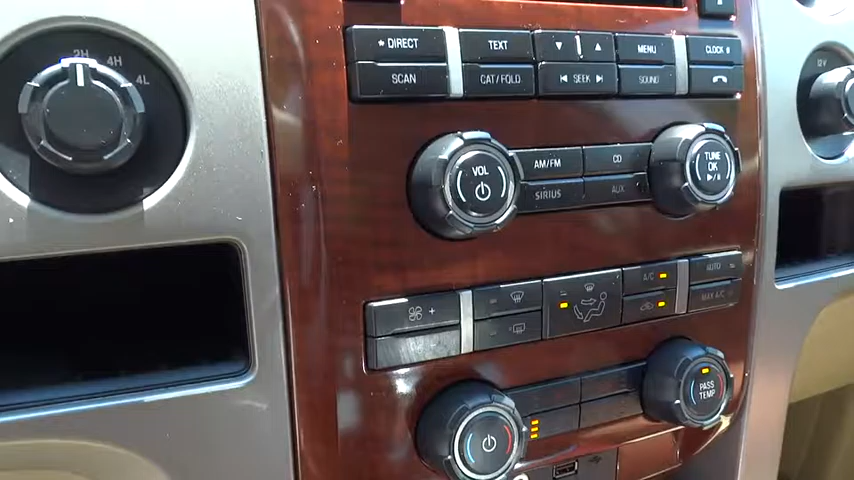 2H 4H 4L
DIRECT TEXT MENU CLOCK
SCAN CAT/FOLD SEEK SOUND
VOL AM/FM CD TUNE
OK
SIRIUS AUX
A/C AUTO
MAX A/C
PASS
TEMP